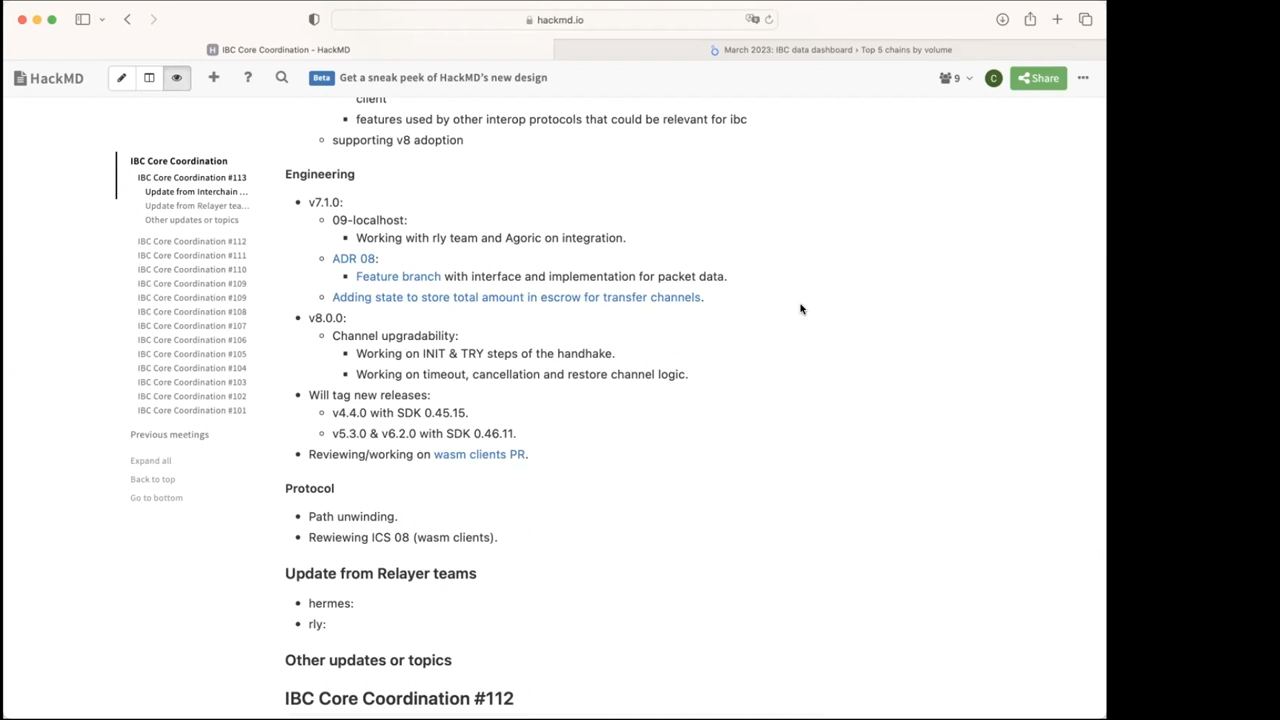 hackmd.io
IBC Core Coordination - HackMD
March 2023: IBC data dashboard › Top 5 chains by volume
HackMD
Beta
Get a sneak peek of HackMD's new design
9
C
Share
client
features used by other interop protocols that could be relevant for ibc
supporting v8 adoption
IBC Core Coordination
IBC Core Coordination #113
Update from Interchain ...
Update from Relayer tea...
Other updates or topics
IBC Core Coordination #112
IBC Core Coordination #111
IBC Core Coordination #110
IBC Core Coordination #109
IBC Core Coordination #109
IBC Core Coordination #108
IBC Core Coordination #107
IBC Core Coordination #106
IBC Core Coordination #105
IBC Core Coordination #104
IBC Core Coordination #103
IBC Core Coordination #102
IBC Core Coordination #101
Previous meetings
Expand all
Back to top
Go to bottom
Engineering
v7.1.0:
09-localhost:
Working with rly team and Agoric on integration.
ADR 08:
Feature branch with interface and implementation for packet data.
Adding state to store total amount in escrow for transfer channels.
v8.0.0:
Channel upgradability:
Working on INIT & TRY steps of the handhake.
Working on timeout, cancellation and restore channel logic.
Will tag new releases:
v4.4.0 with SDK 0.45.15.
v5.3.0 & v6.2.0 with SDK 0.46.11.
Reviewing/working on wasm clients PR.
Protocol
Path unwinding.
Rewiewing ICS 08 (wasm clients).
Update from Relayer teams
hermes:
rly:
Other updates or topics
IBC Core Coordination #112